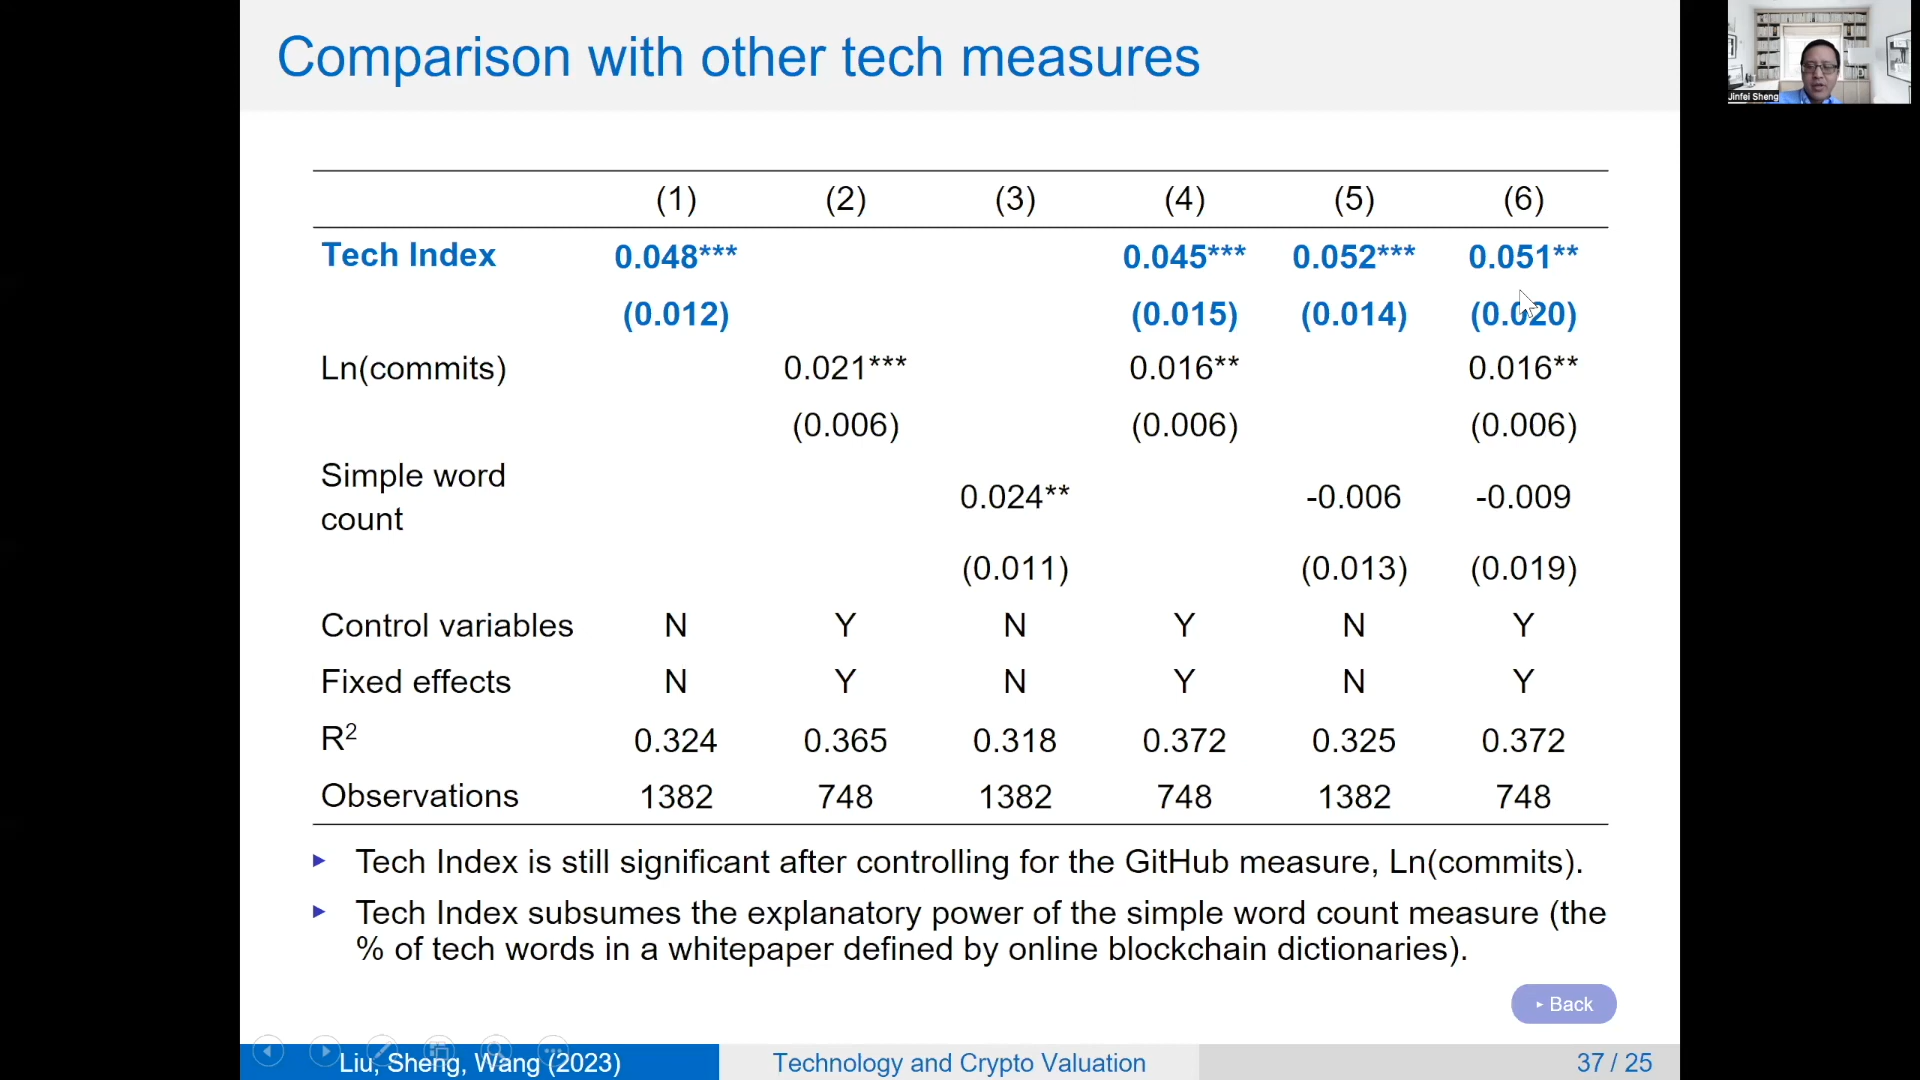 Comparison with other tech measures
Jinfei Sheng
(1) (2) (3) (4) (5) (6)
Tech Index 0.048*** 0.045*** 0.052*** 0.051**
(0.012) (0.015) (0.014) (0.020)
Ln(commits) 0.021*** 0.016** 0.016**
(0.006) (0.006) (0.006)
Simple word
count 0.024** -0.006 -0.009
(0.011) (0.013) (0.019)
Control variables N Y N Y N Y
Fixed effects N Y N Y N Y
R² 0.324 0.365 0.318 0.372 0.325 0.372
Observations 1382 748 1382 748 1382 748
▸ Tech Index is still significant after controlling for the GitHub measure, Ln(commits).
▸ Tech Index subsumes the explanatory power of the simple word count measure (the
% of tech words in a whitepaper defined by online blockchain dictionaries).
▸ Back
Liu, Sheng, Wang (2023) Technology and Crypto Valuation 37 / 25